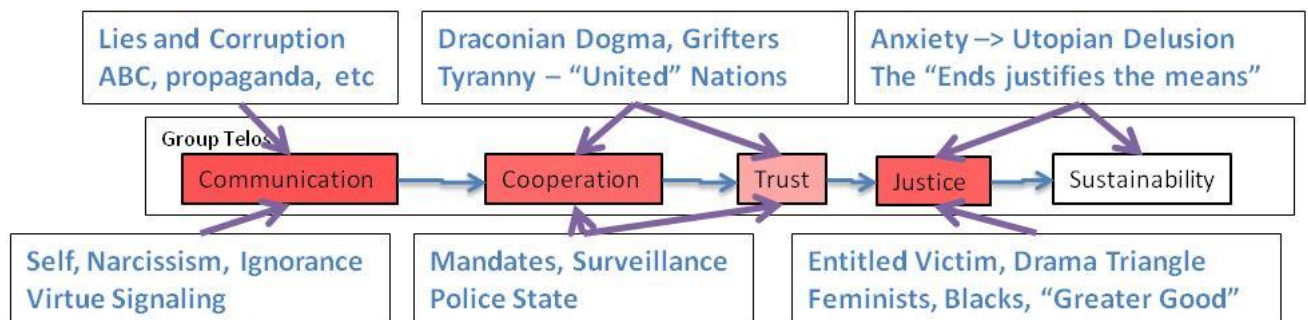 Lies and Corruption
ABC, propaganda, etc
Draconian Dogma, Grifters
Tyranny – “United” Nations
Anxiety –> Utopian Delusion
The “Ends justifies the means”
Group Telos
Communication
Cooperation
Trust
Justice
Sustainability
Self, Narcissism, Ignorance
Virtue Signaling
Mandates, Surveillance
Police State
Entitled Victim, Drama Triangle
Feminists, Blacks, “Greater Good”